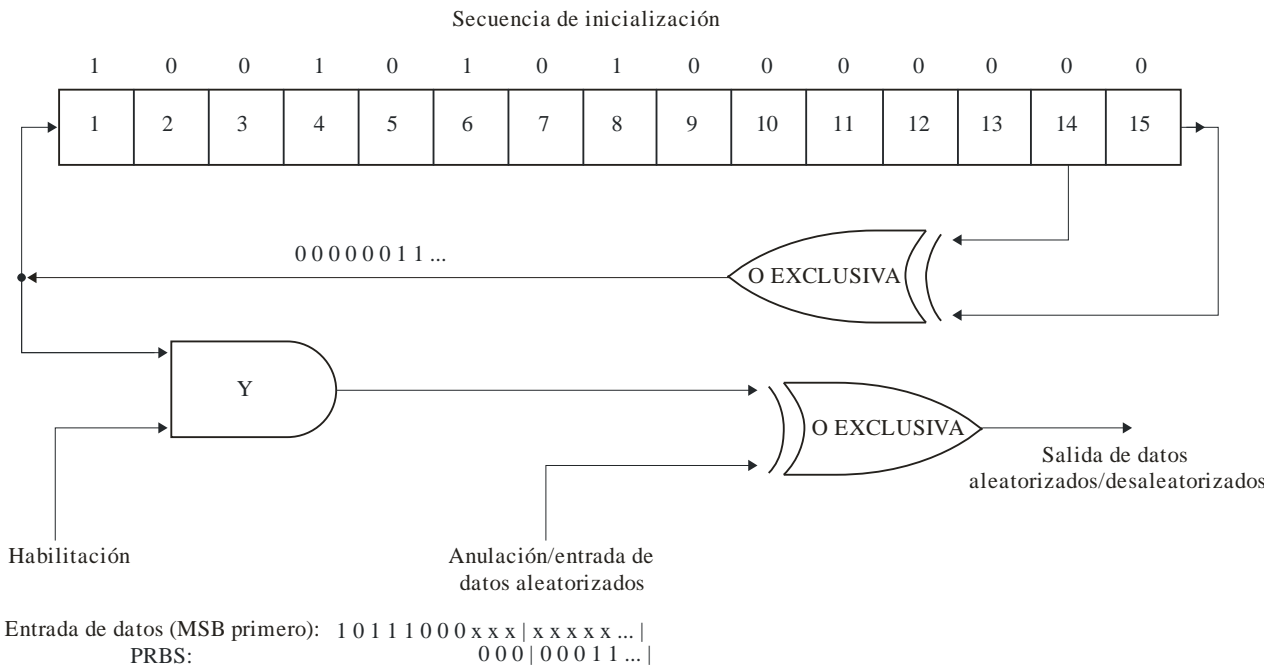 Secuencia de inicialización
1 0 0 1 0 1 0 1 0 0 0 0 0 0 0
1 2 3 4 5 6 7 8 9 10 11 12 13 14 15
0 0 0 0 0 0 1 1 ...
O EXCLUSIVA
Y
O EXCLUSIVA
Salida de datos
aleatorizados/desaleatorizados
Habilitación
Anulación/entrada de
datos aleatorizados
Entrada de datos (MSB primero): 1 0 1 1 1 0 0 0 x x x | x x x x x ... |
PRBS: 0 0 0 | 0 0 0 1 1 ... |